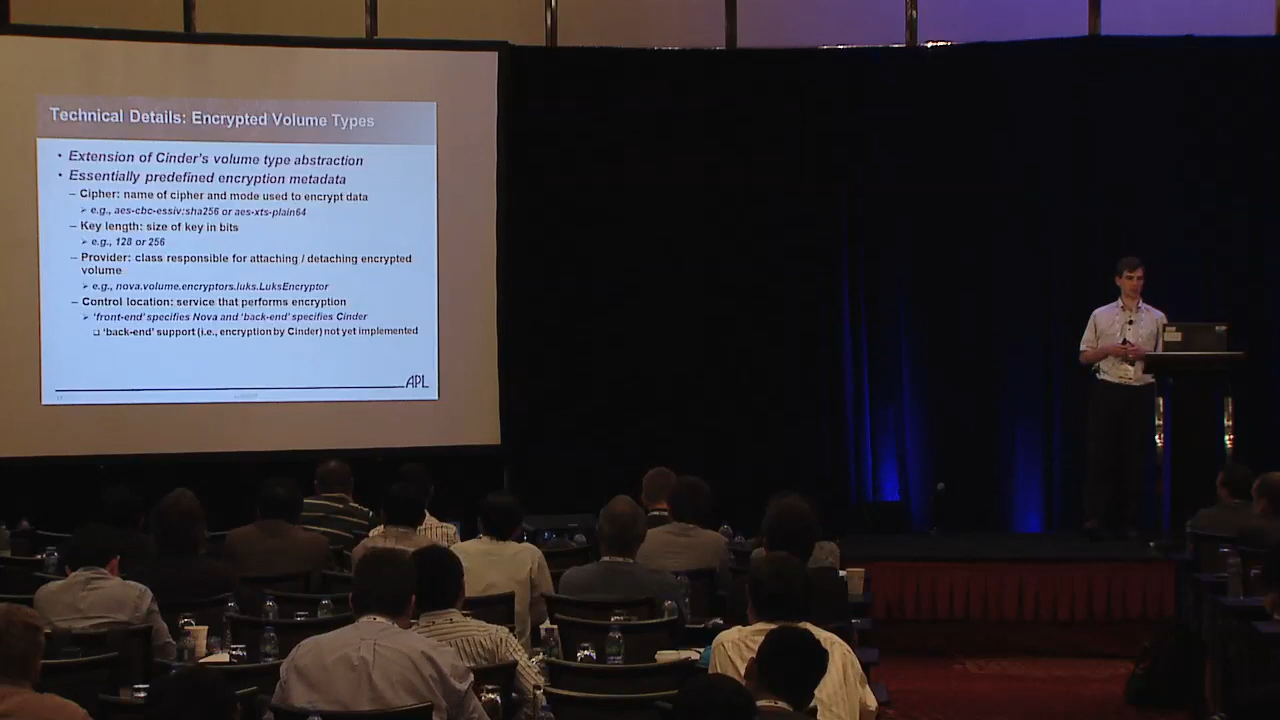 Technical Details: Encrypted Volume Types
• Extension of Cinder's volume type abstraction
• Essentially predefined encryption metadata
– Cipher: name of cipher and mode used to encrypt data
➢ e.g., aes-cbc-essiv:sha256 or aes-xts-plain64
– Key length: size of key in bits
➢ e.g., 128 or 256
– Provider: class responsible for attaching / detaching encrypted
volume
➢ e.g., nova.volume.encryptors.luks.LuksEncryptor
– Control location: service that performs encryption
➢ 'front-end' specifies Nova and 'back-end' specifies Cinder
❑ 'back-end' support (i.e., encryption by Cinder) not yet implemented
APL